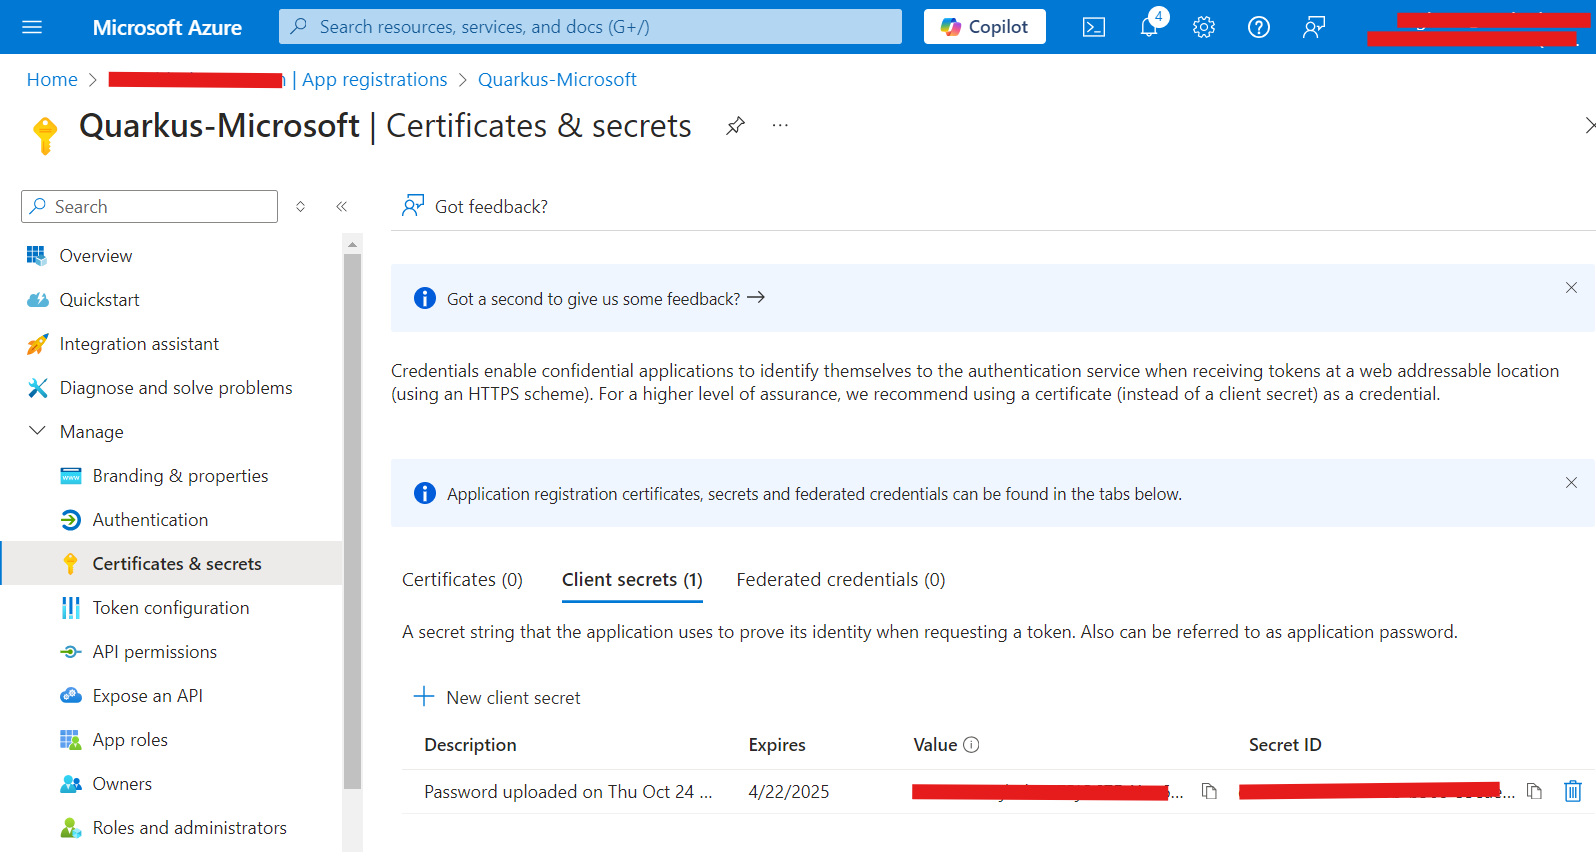 Microsoft Azure
Search resources, services, and docs (G+/)
Copilot
4
Home > | App registrations > Quarkus-Microsoft
Quarkus-Microsoft | Certificates & secrets
Search
Got feedback?
Overview
Quickstart
Integration assistant
Diagnose and solve problems
Manage
Branding & properties
Authentication
Certificates & secrets
Token configuration
API permissions
Expose an API
App roles
Owners
Roles and administrators
Got a second to give us some feedback? →
Credentials enable confidential applications to identify themselves to the authentication service when receiving tokens at a web addressable location
(using an HTTPS scheme). For a higher level of assurance, we recommend using a certificate (instead of a client secret) as a credential.
Application registration certificates, secrets and federated credentials can be found in the tabs below.
Certificates (0) Client secrets (1) Federated credentials (0)
A secret string that the application uses to prove its identity when requesting a token. Also can be referred to as application password.
New client secret
Description Expires Value Secret ID
Password uploaded on Thu Oct 24 ... 4/22/2025